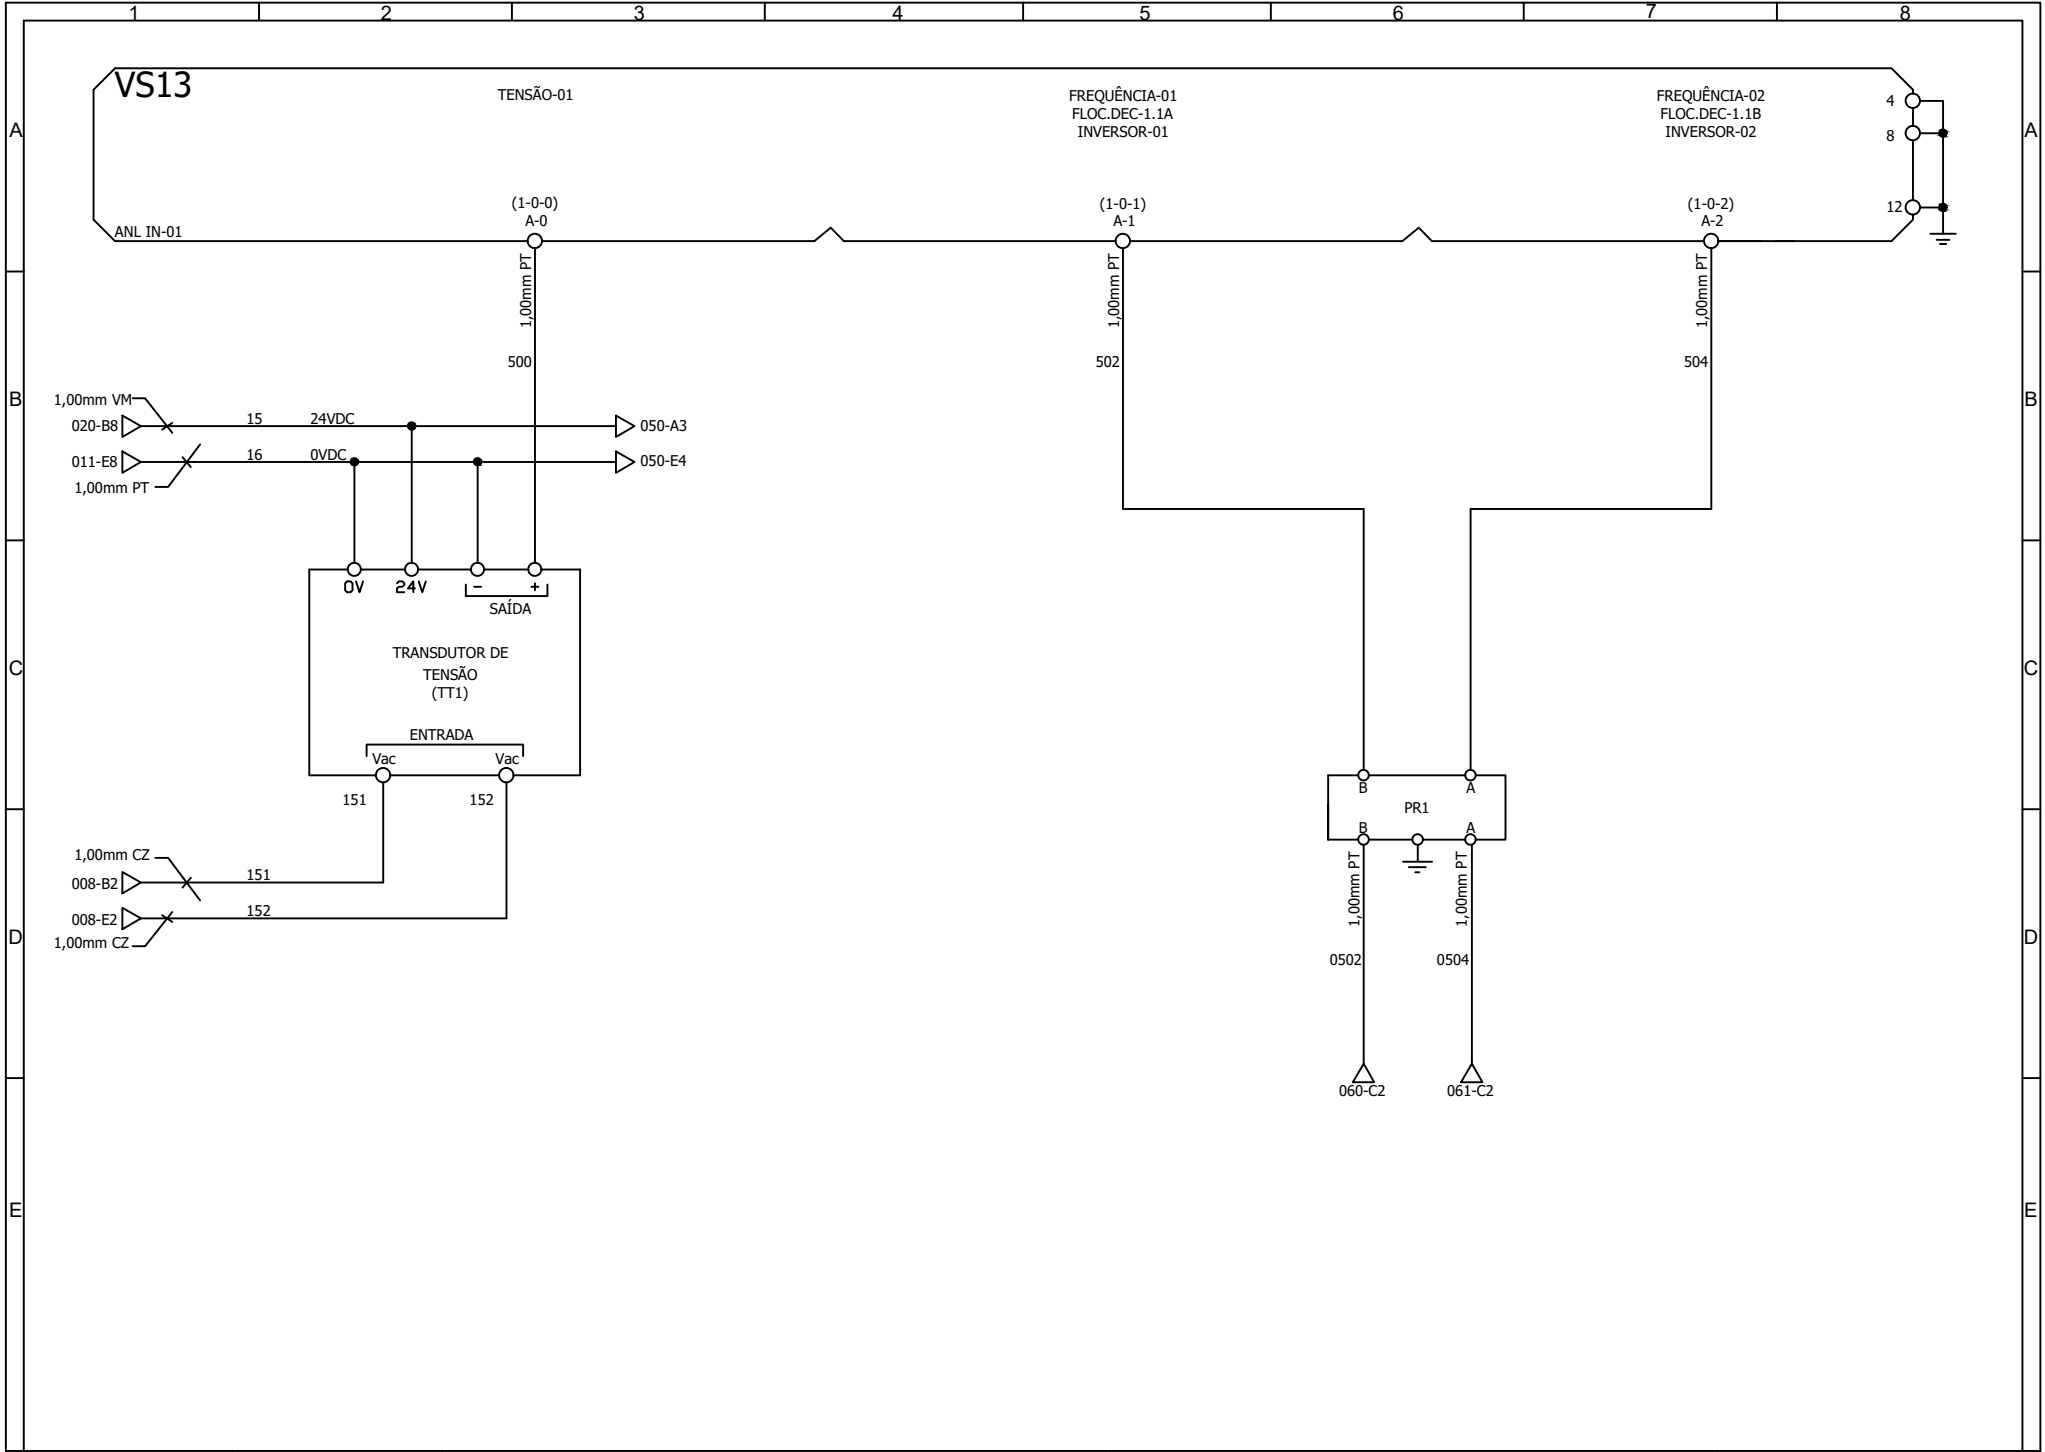 1 2 3 4 5 6 7 8
VS13
TENSÃO-01
FREQUÊNCIA-01
FLOC.DEC-1.1A
INVERSOR-01
FREQUÊNCIA-02
FLOC.DEC-1.1B
INVERSOR-02
4
8
12
A A
(1-0-0)
A-0
(1-0-1)
A-1
(1-0-2)
A-2
ANL IN-01
1,00mm PT
1,00mm PT
1,00mm PT
500
502
504
B B
1,00mm VM
020-B8 15 24VDC 050-A3
011-E8 16 0VDC 050-E4
1,00mm PT
0V 24V - +
SAÍDA
TRANSDUTOR DE
TENSÃO
(TT1)
C C
ENTRADA
Vac Vac
151 152
B A
PR1
B A
1,00mm CZ
008-B2 151
008-E2 152
1,00mm CZ
1,00mm PT
1,00mm PT
D D
0502 0504
060-C2 061-C2
E E